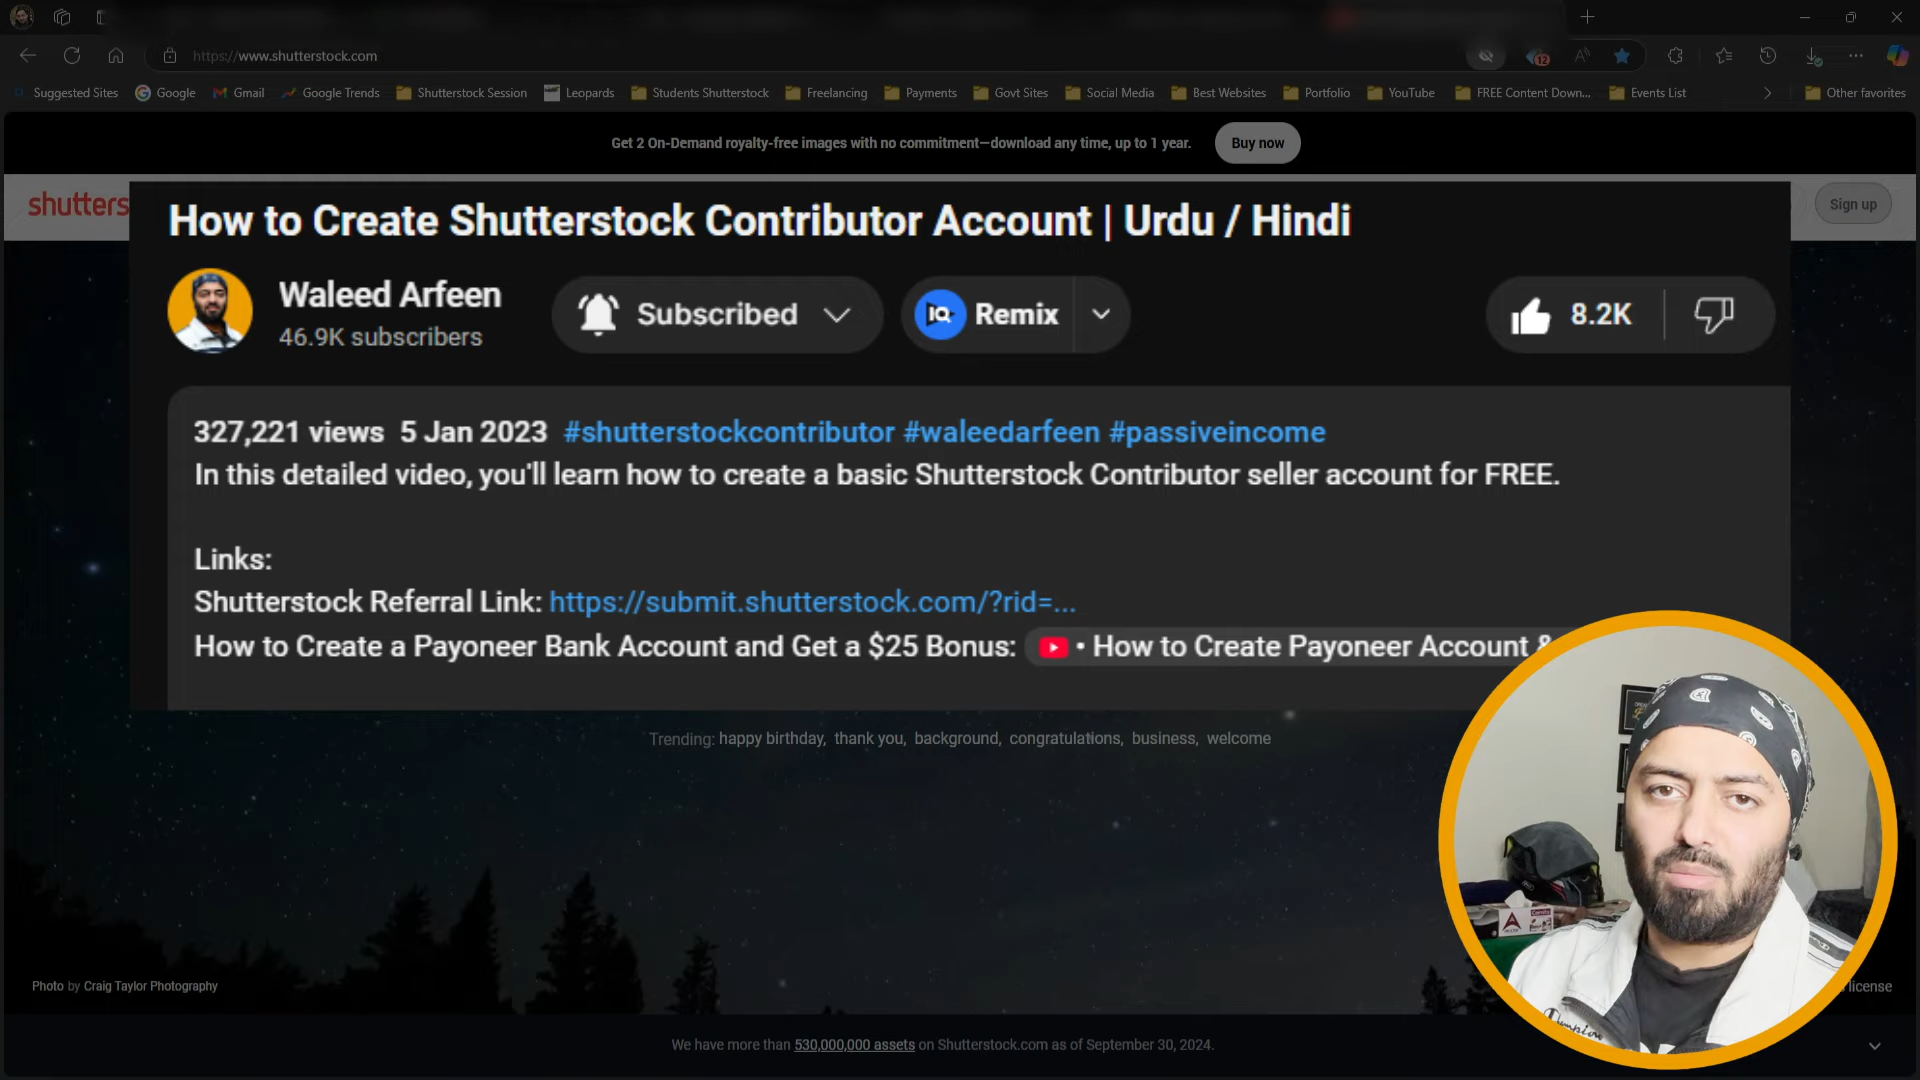 https://www.shutterstock.com
12
Suggested Sites
Google
Gmail
Google Trends
Shutterstock Session
Leopards
Students Shutterstock
Freelancing
Payments
Govt Sites
Social Media
Best Websites
Portfolio
YouTube
FREE Content Down...
Events List
Other favorites
Get 2 On-Demand royalty-free images with no commitment—download any time, up to 1 year.
Buy now
shutters
Sign up
How to Create Shutterstock Contributor Account | Urdu / Hindi
Waleed Arfeen
46.9K subscribers
Subscribed
IQ
Remix
8.2K
327,221 views 5 Jan 2023 #shutterstockcontributor #waleedarfeen #passiveincome
In this detailed video, you'll learn how to create a basic Shutterstock Contributor seller account for FREE.
Links:
Shutterstock Referral Link: https://submit.shutterstock.com/?rid=...
How to Create a Payoneer Bank Account and Get a $25 Bonus: • How to Create Payoneer Account &
Trending: happy birthday, thank you, background, congratulations, business, welcome
Photo by Craig Taylor Photography
license
Champion
We have more than 530,000,000 assets on Shutterstock.com as of September 30, 2024.